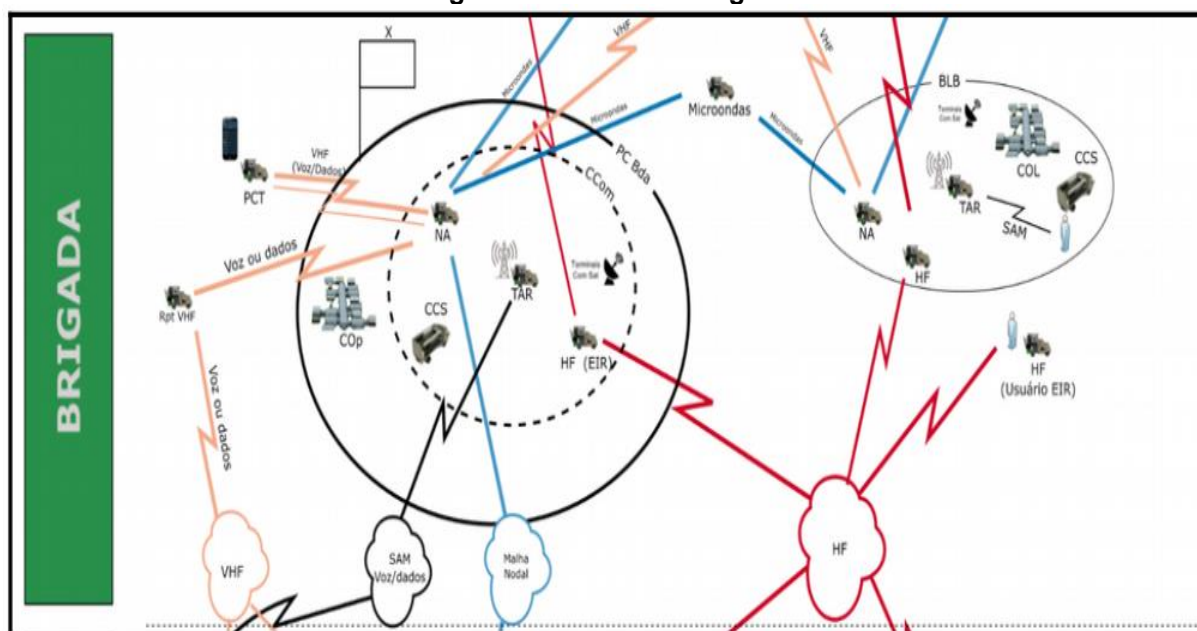 X
VHF
VHF
Microondas
Microondas
Microondas
Microondas
BLB
Terminais
Com Sat
COL
CCS
TAR
SAM
NA
HF
PC Bda
CCom
VHF
(Voz/Dados)
PCT
NA
Voz ou dados
TAR
Terminais
Com Sat
Rpt VHF
COp
CCS
HF (EIR)
HF
(Usuário EIR)
Voz ou dados
BRIGADA
VHF
SAM
Voz/dados
Malha
Nodal
HF